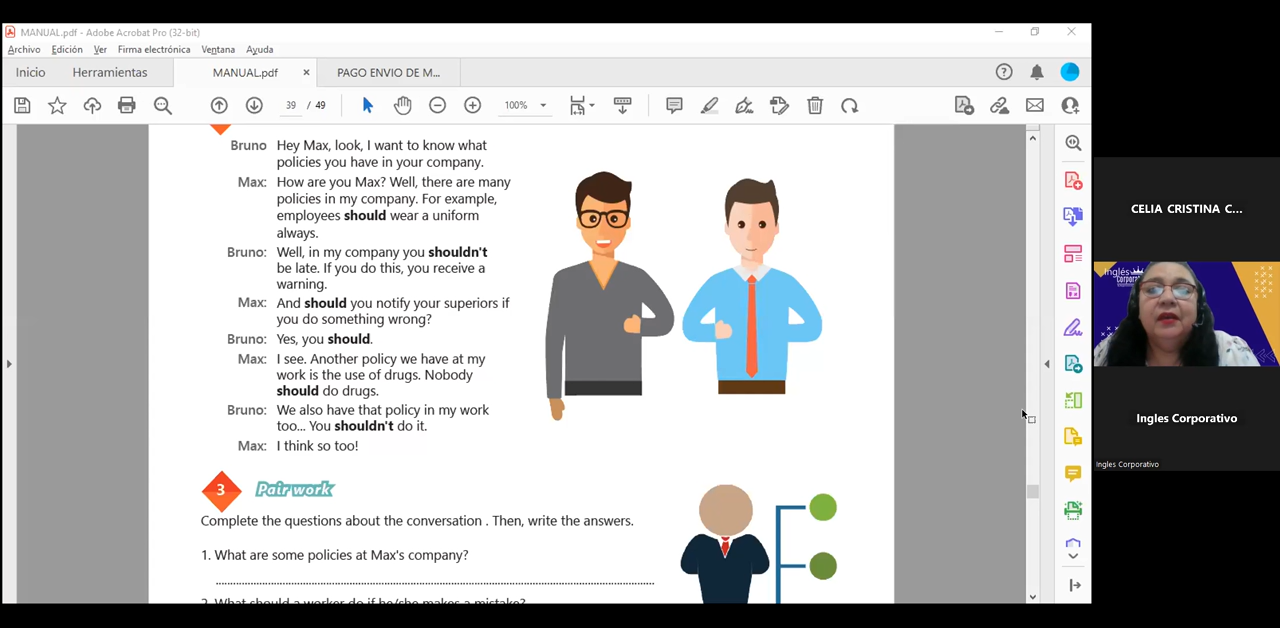 MANUAL.pdf - Adobe Acrobat Pro (32-bit)
Archivo Edición Ver Firma electrónica Ventana Ayuda
Inicio Herramientas MANUAL.pdf × PAGO ENVIO DE M...
39 / 49 100%
Bruno Hey Max, look, I want to know what
policies you have in your company.
Max: How are you Max? Well, there are many
policies in my company. For example,
employees should wear a uniform
always.
Bruno: Well, in my company you shouldn't
be late. If you do this, you receive a
warning.
Max: And should you notify your superiors if
you do something wrong?
Bruno: Yes, you should.
Max: I see. Another policy we have at my
work is the use of drugs. Nobody
should do drugs.
Bruno: We also have that policy in my work
too... You shouldn't do it.
Max: I think so too!
3 Pair work
Complete the questions about the conversation . Then, write the answers.
1. What are some policies at Max's company?
2. What should a worker do if he/she makes a mistake?
CELIA CRISTINA C...
Inglés
corporativo
Ingles Corporativo
Ingles Corporativo